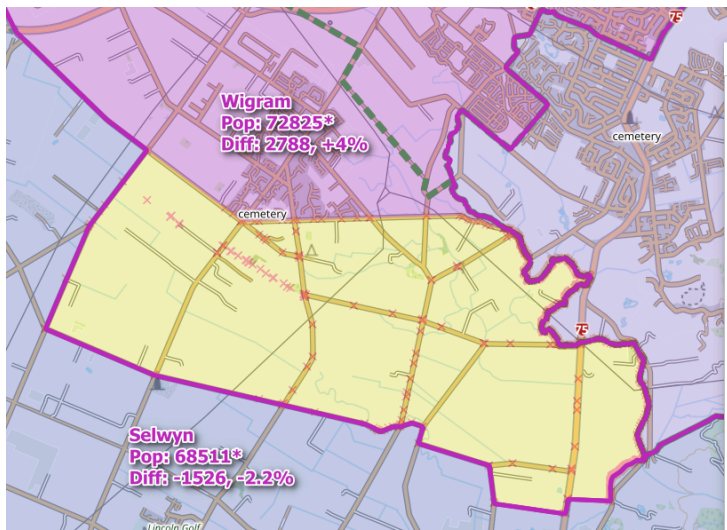 75
Wigram
Pop: 72825*
Diff: 2788, +4%
cemetery
cemetery
75
Selwyn
Pop: 68511*
Diff: -1526, -2.2%
Lincoln Golf